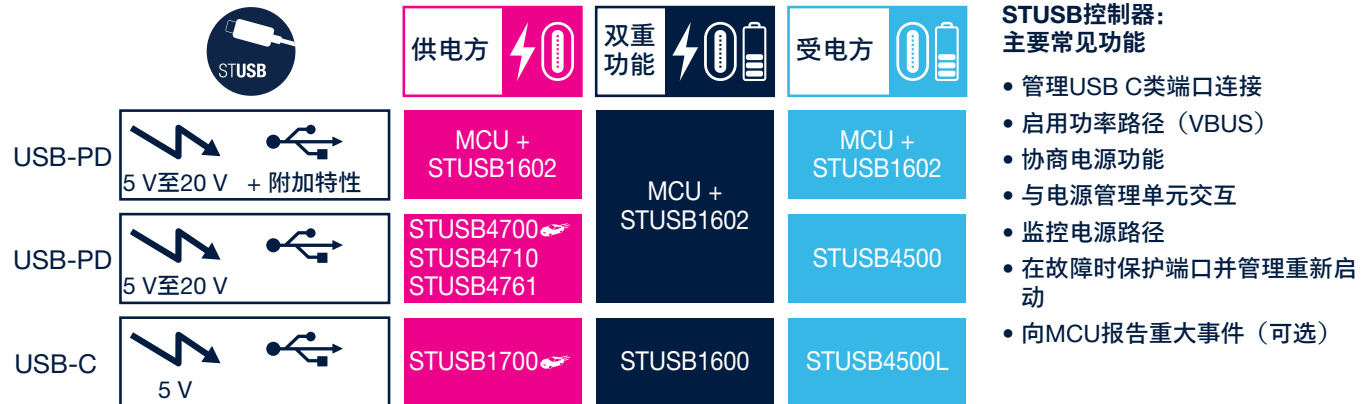 STUSB
供电方
双重
功能
受电方
USB-PD
5 V至20 V + 附加特性
MCU +
STUSB1602
MCU +
STUSB1602
MCU +
STUSB1602
USB-PD
5 V至20 V
STUSB4700
STUSB4710
STUSB4761
STUSB4500
USB-C
5 V
STUSB1700
STUSB1600
STUSB4500L
STUSB控制器：
主要常见功能
• 管理USB C类端口连接
• 启用功率路径（VBUS）
• 协商电源功能
• 与电源管理单元交互
• 监控电源路径
• 在故障时保护端口并管理重新启
动
• 向MCU报告重大事件（可选）